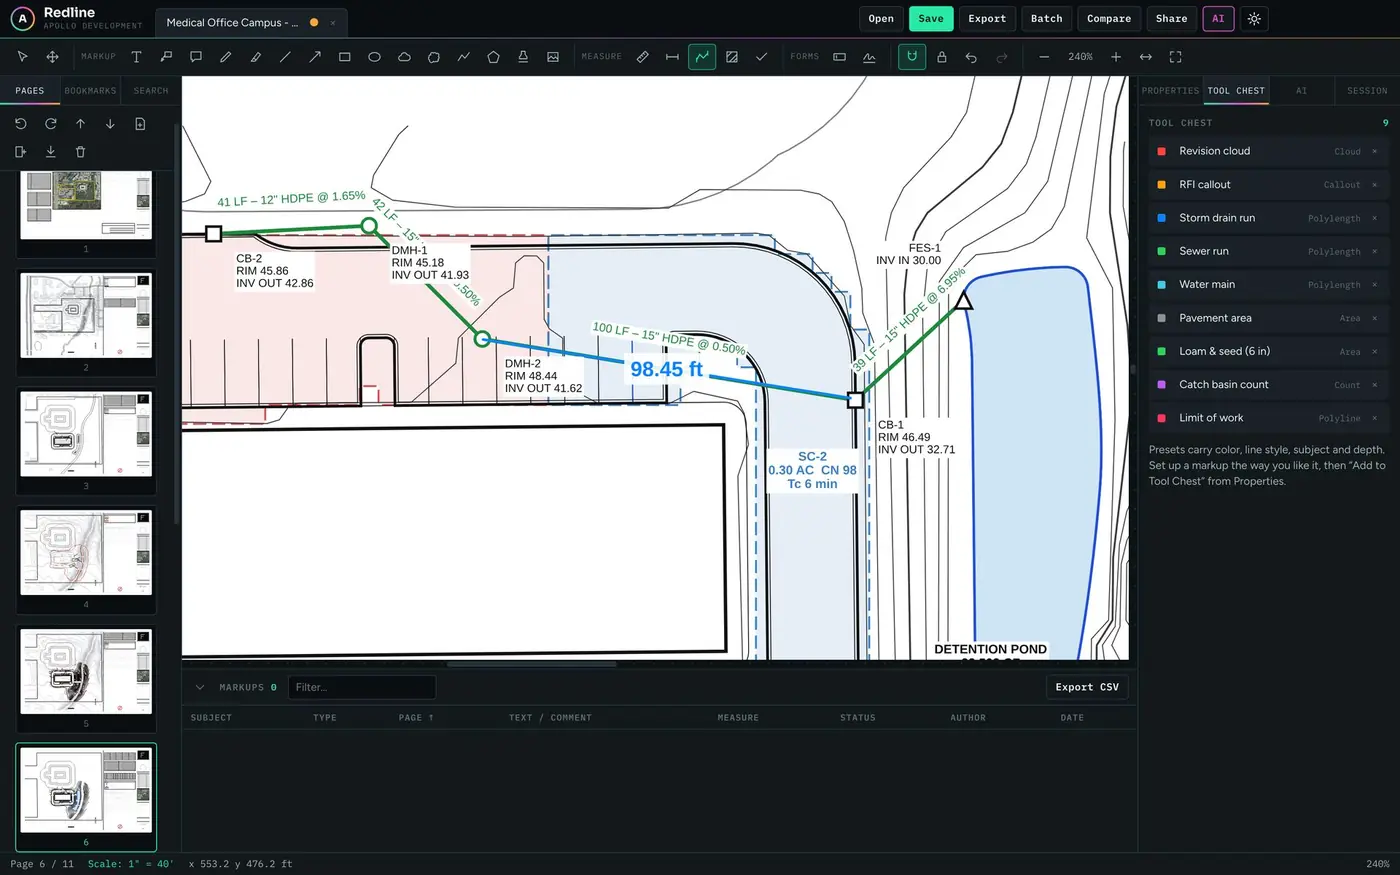 A
Redline
APOLLO DEVELOPMENT
Medical Office Campus - ...
×
Open
Save
Export
Batch
Compare
Share
AI
MARKUP
MEASURE
FORMS
240%
PAGES
BOOKMARKS
SEARCH
1
2
3
4
5
6
41 LF – 12" HDPE @ 1.65%
42 LF – 15"
0.50%
CB-2
RIM 45.86
INV OUT 42.86
DMH-1
RIM 45.18
INV OUT 41.93
DMH-2
RIM 48.44
INV OUT 41.62
100 LF – 15" HDPE @ 0.50%
98.45 ft
FES-1
INV IN 30.00
39 LF – 15" HDPE @ 6.95%
CB-1
RIM 46.49
INV OUT 32.71
SC-2
0.30 AC CN 98
Tc 6 min
DETENTION POND
PROPERTIES
TOOL CHEST
AI
SESSION
TOOL CHEST 9
Revision cloud Cloud ×
RFI callout Callout ×
Storm drain run Polylength ×
Sewer run Polylength ×
Water main Polylength ×
Pavement area Area ×
Loam & seed (6 in) Area ×
Catch basin count Count ×
Limit of work Polyline ×
Presets carry color, line style, subject and depth.
Set up a markup the way you like it, then “Add to
Tool Chest” from Properties.
MARKUPS 0
Filter...
Export CSV
SUBJECT TYPE PAGE ↑ TEXT / COMMENT MEASURE STATUS AUTHOR DATE
Page 6 / 11 Scale: 1" = 40' x 553.2 y 476.2 ft
240%